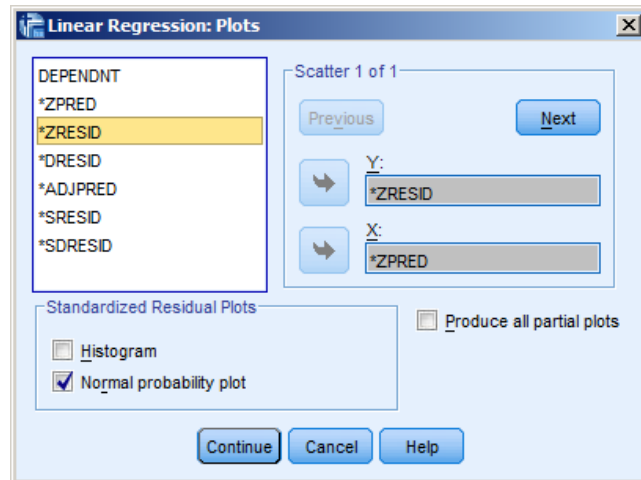 Linear Regression: Plots
DEPENDNT
*ZPRED
*ZRESID
*DRESID
*ADJPRED
*SRESID
*SDRESID
Scatter 1 of 1
Previous
Next
Y:
*ZRESID
X:
*ZPRED
Standardized Residual Plots
Histogram
Normal probability plot
Produce all partial plots
Continue
Cancel
Help